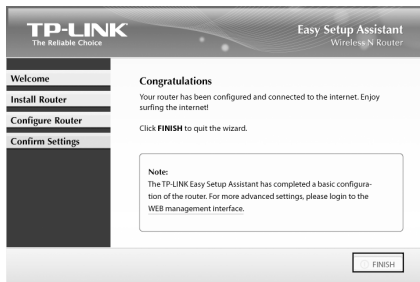 TP-LINK
The Reliable Choice
Easy Setup Assistant
Wireless N Router
Welcome
Install Router
Configure Router
Confirm Settings
Congratulations
Your router has been configured and connected to the internet. Enjoy
surfing the internet!
Click FINISH to quit the wizard.
Note:
The TP-LINK Easy Setup Assistant has completed a basic configura-
tion of the router. For more advanced settings, please login to the
WEB management interface.
FINISH